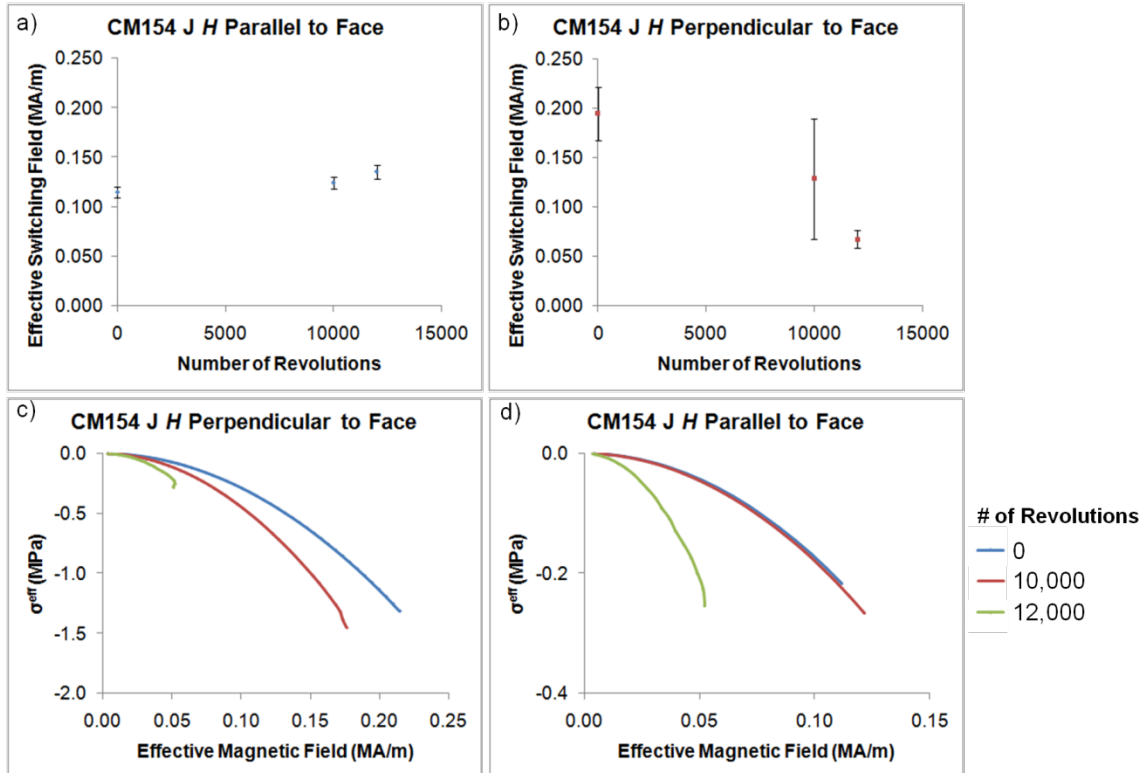 a)
CM154 J H Parallel to Face
Effective Switching Field (MA/m)
0.250
0.200
0.150
0.100
0.050
0.000
0 5000 10000 15000
Number of Revolutions
b)
CM154 J H Perpendicular to Face
Effective Switching Field (MA/m)
0.250
0.200
0.150
0.100
0.050
0.000
0 5000 10000 15000
Number of Revolutions
c)
CM154 J H Perpendicular to Face
σeff (MPa)
0.0
-0.5
-1.0
-1.5
-2.0
0.00 0.05 0.10 0.15 0.20 0.25
Effective Magnetic Field (MA/m)
d)
CM154 J H Parallel to Face
σeff (MPa)
0.0
-0.2
-0.4
0.00 0.05 0.10 0.15
Effective Magnetic Field (MA/m)
# of Revolutions
0
10,000
12,000